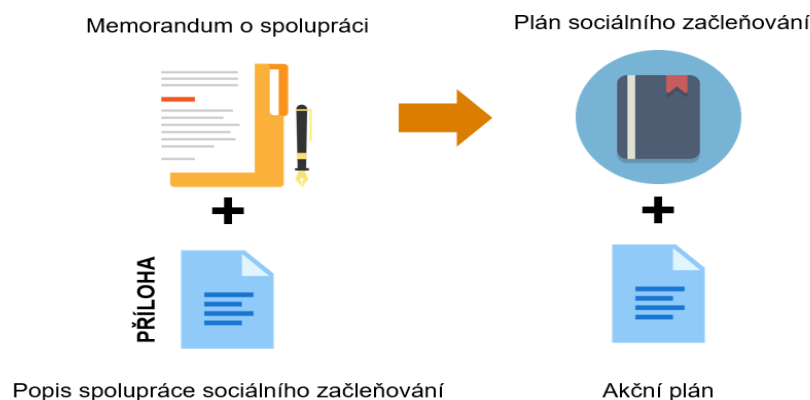 Memorandum o spolupráci
Plán sociálního začleňování
PŘÍLOHA
Popis spolupráce sociálního začleňování
Akční plán